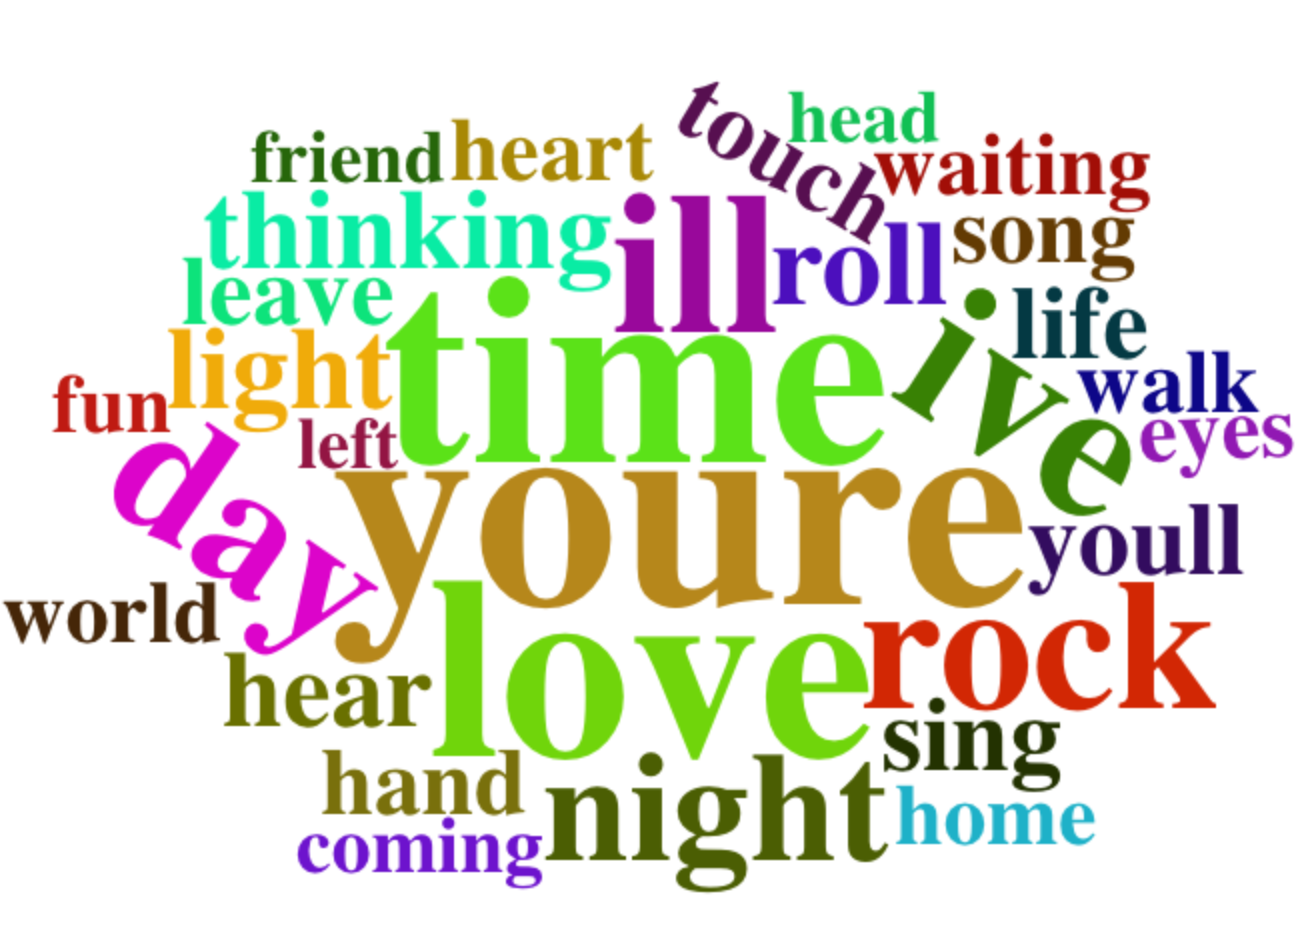 touch
head
friend
heart
waiting
thinking
ill
roll
song
leave
time
ive
life
light
walk
fun
left
eyes
day
youre
youll
world
love
rock
hear
sing
hand
night
home
coming